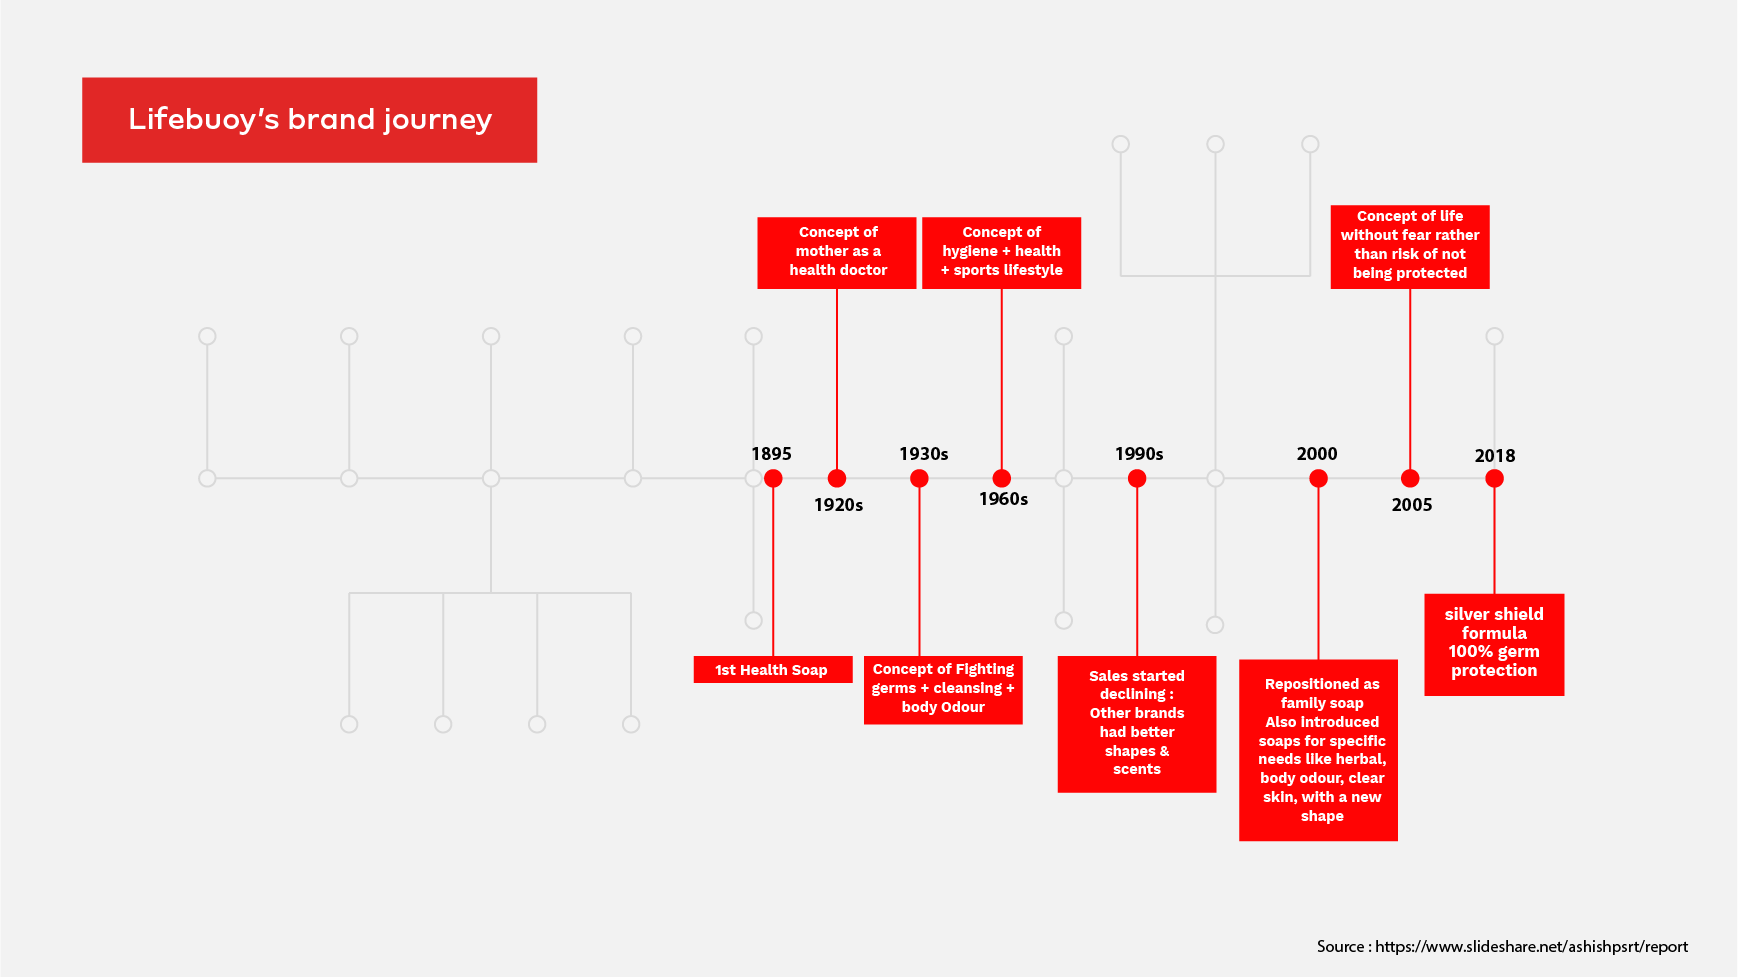 Lifebuoy's brand journey
Concept of
mother as a
health doctor
Concept of
hygiene + health
+ sports lifestyle
Concept of life
without fear rather
than risk of not
being protected
1895
1920s
1930s
1960s
1990s
2000
2005
2018
1st Health Soap
Concept of Fighting
germs + cleansing +
body Odour
Sales started
declining :
Other brands
had better
shapes &
scents
Repositioned as
family soap
Also introduced
soaps for specific
needs like herbal,
body odour, clear
skin, with a new
shape
silver shield
formula
100% germ
protection
Source : https://www.slideshare.net/ashishpsrt/report